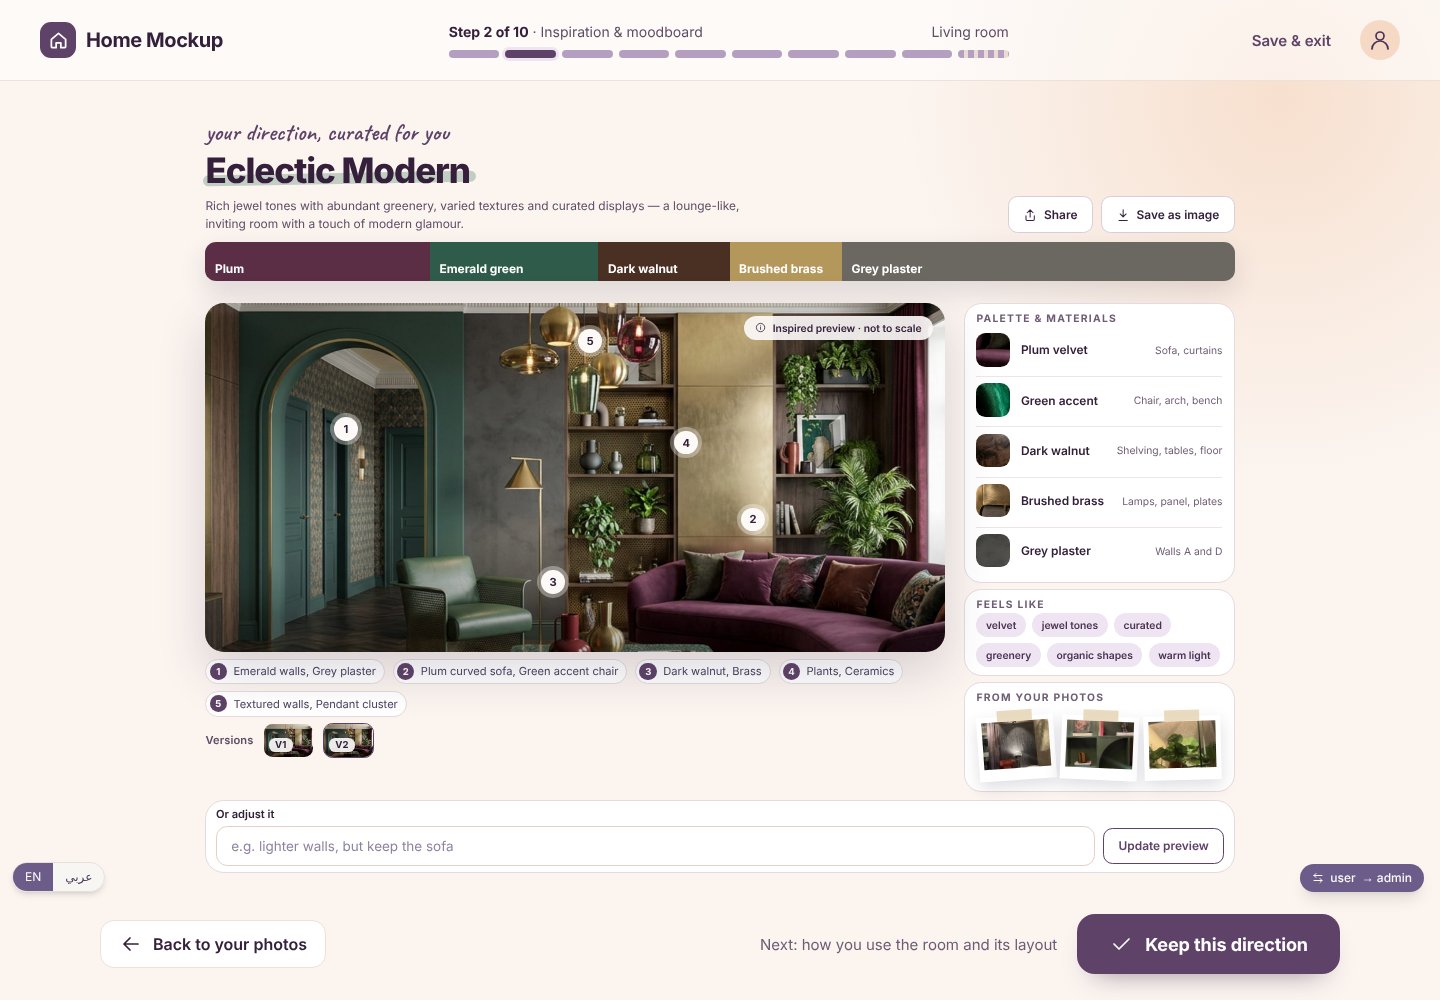 Home Mockup
Step 2 of 10 · Inspiration & moodboard
Living room
Save & exit
your direction, curated for you
Eclectic Modern
Rich jewel tones with abundant greenery, varied textures and curated displays — a lounge-like,
inviting room with a touch of modern glamour.
Share
Save as image
Plum
Emerald green
Dark walnut
Brushed brass
Grey plaster
Inspired preview · not to scale
5
1
4
2
3
1 Emerald walls, Grey plaster
2 Plum curved sofa, Green accent chair
3 Dark walnut, Brass
4 Plants, Ceramics
5 Textured walls, Pendant cluster
Versions
V1
V2
PALETTE & MATERIALS
Plum velvet
Sofa, curtains
Green accent
Chair, arch, bench
Dark walnut
Shelving, tables, floor
Brushed brass
Lamps, panel, plates
Grey plaster
Walls A and D
FEELS LIKE
velvet
jewel tones
curated
greenery
organic shapes
warm light
FROM YOUR PHOTOS
Or adjust it
e.g. lighter walls, but keep the sofa
Update preview
EN
عربي
user → admin
Back to your photos
Next: how you use the room and its layout
Keep this direction